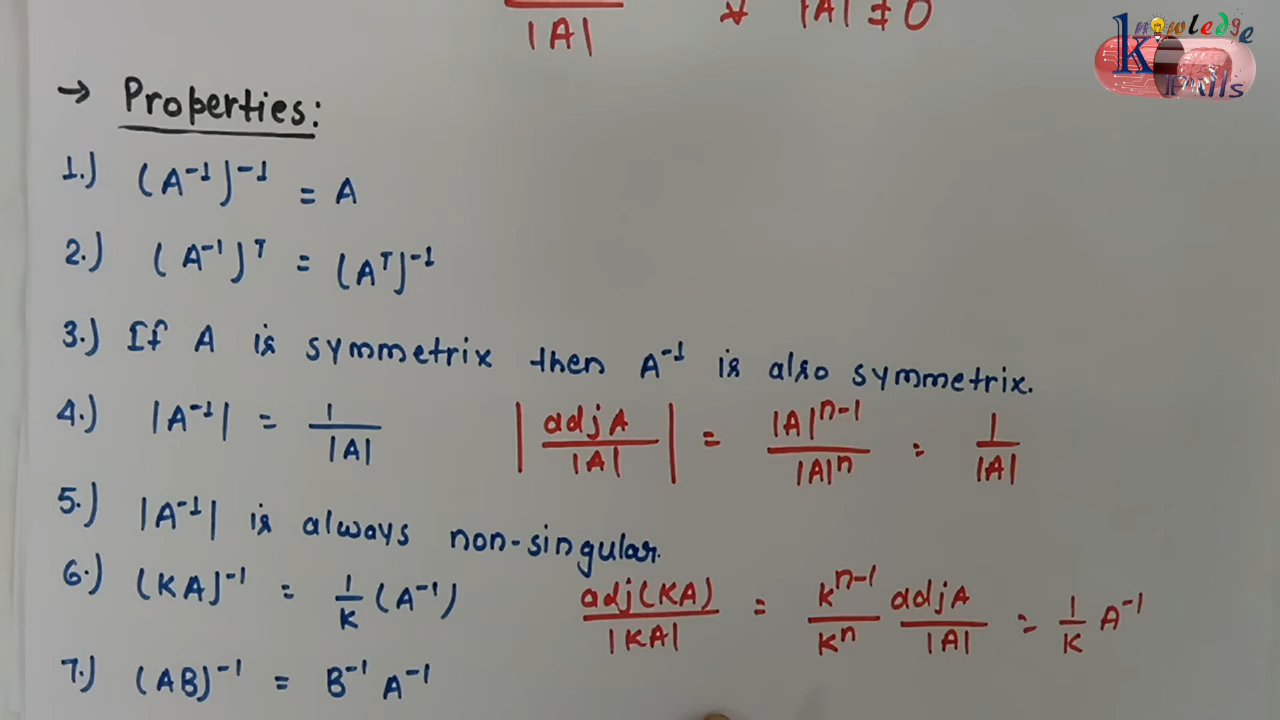 |A| ∀ |A| ≠ 0
Knowledge
Pills
→ Properties:
1.) (A⁻¹)⁻¹ = A
2.) (A⁻¹)ᵀ = (Aᵀ)⁻¹
3.) If A is symmetrix then A⁻¹ is also symmetrix.
4.) |A⁻¹| = 1/|A| |adjA/|A|| = |A|ⁿ⁻¹/|A|ⁿ = 1/|A|
5.) |A⁻¹| is always non-singular.
6.) (KA)⁻¹ = 1/K (A⁻¹) adj(KA)/|KA| = Kⁿ⁻¹/Kⁿ adjA/|A| = 1/K A⁻¹
7.) (AB)⁻¹ = B⁻¹ A⁻¹